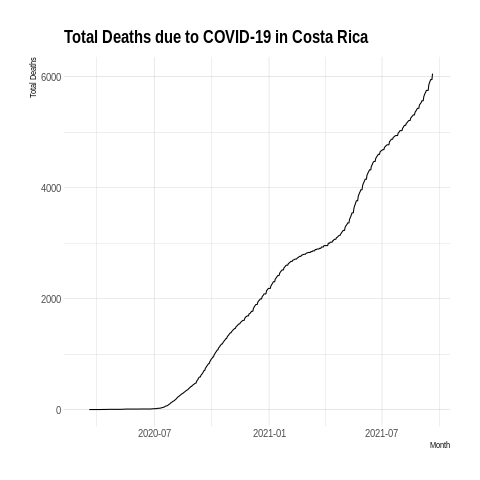 Total Deaths due to COVID-19 in Costa Rica
Total Deaths
6000
4000
2000
0
2020-07
2021-01
2021-07
Month